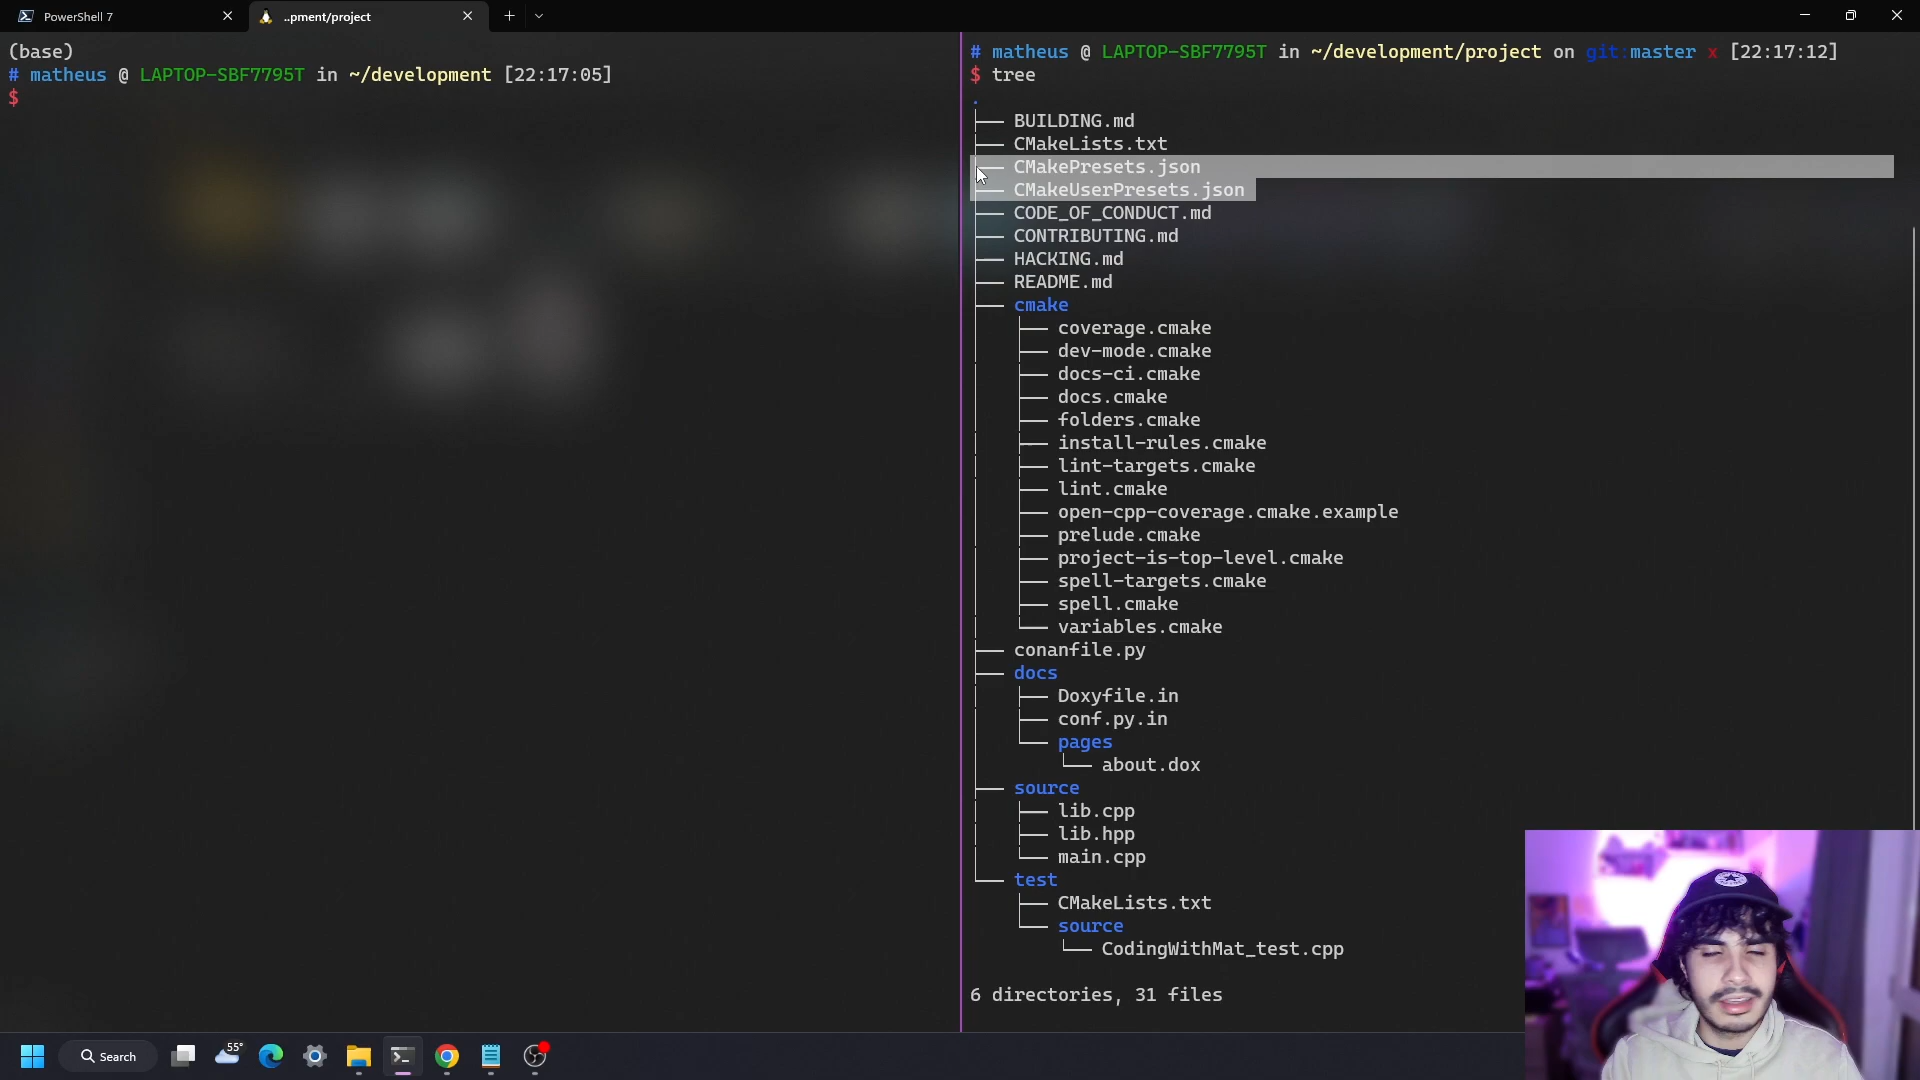 PowerShell 7
..pment/project
(base)
# matheus @ LAPTOP-SBF7795T in ~/development [22:17:05]
$
# matheus @ LAPTOP-SBF7795T in ~/development/project on git:master x [22:17:12]
$ tree
.
├── BUILDING.md
├── CMakeLists.txt
├── CMakePresets.json
├── CMakeUserPresets.json
├── CODE_OF_CONDUCT.md
├── CONTRIBUTING.md
├── HACKING.md
├── README.md
├── cmake
│   ├── coverage.cmake
│   ├── dev-mode.cmake
│   ├── docs-ci.cmake
│   ├── docs.cmake
│   ├── folders.cmake
│   ├── install-rules.cmake
│   ├── lint-targets.cmake
│   ├── lint.cmake
│   ├── open-cpp-coverage.cmake.example
│   ├── prelude.cmake
│   ├── project-is-top-level.cmake
│   ├── spell-targets.cmake
│   ├── spell.cmake
│   └── variables.cmake
├── conanfile.py
├── docs
│   ├── Doxyfile.in
│   ├── conf.py.in
│   └── pages
│       └── about.dox
├── source
│   ├── lib.cpp
│   ├── lib.hpp
│   └── main.cpp
└── test
    ├── CMakeLists.txt
    └── source
        └── CodingWithMat_test.cpp
6 directories, 31 files
Search
55°